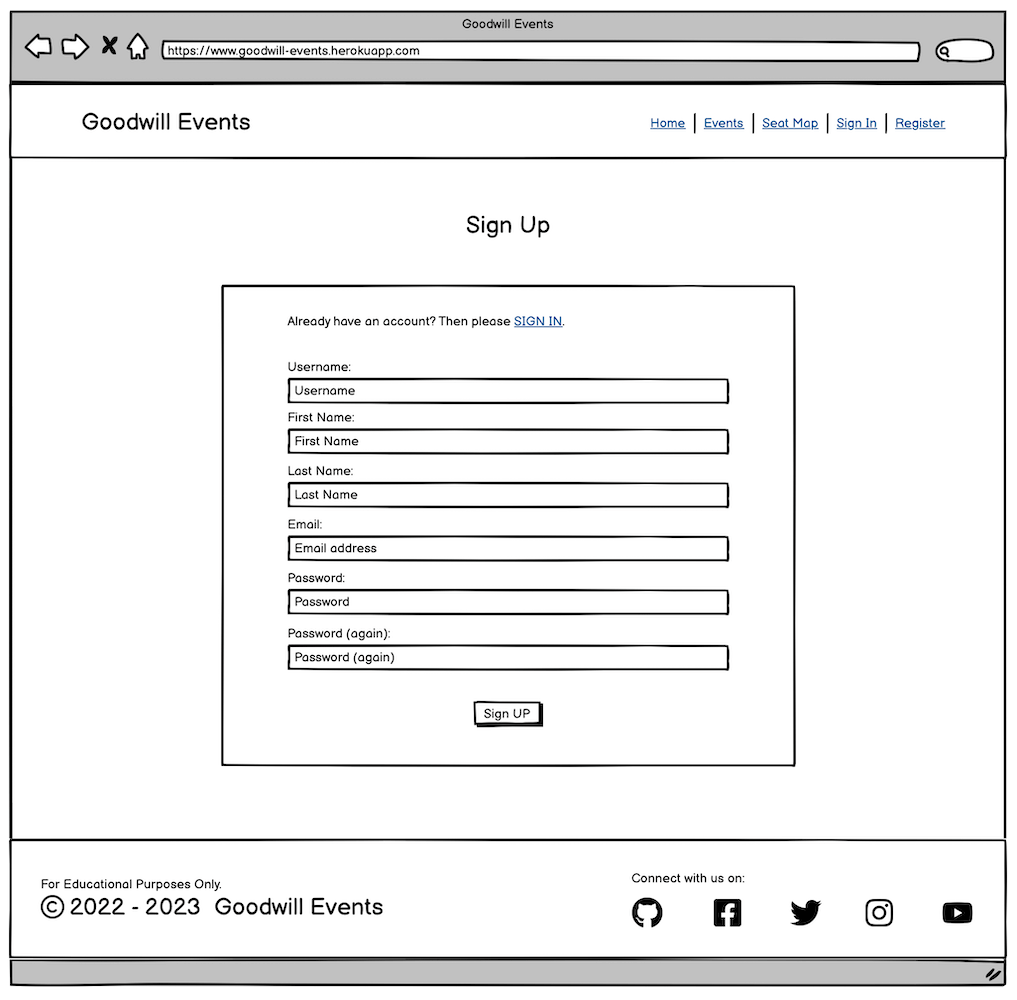 Goodwill Events
https://www.goodwill-events.herokuapp.com
Goodwill Events
Home | Events | Seat Map | Sign In | Register
Sign Up
Already have an account? Then please SIGN IN.
Username:
Username
First Name:
First Name
Last Name:
Last Name
Email:
Email address
Password:
Password
Password (again):
Password (again)
Sign UP
For Educational Purposes Only.
© 2022 - 2023 Goodwill Events
Connect with us on: